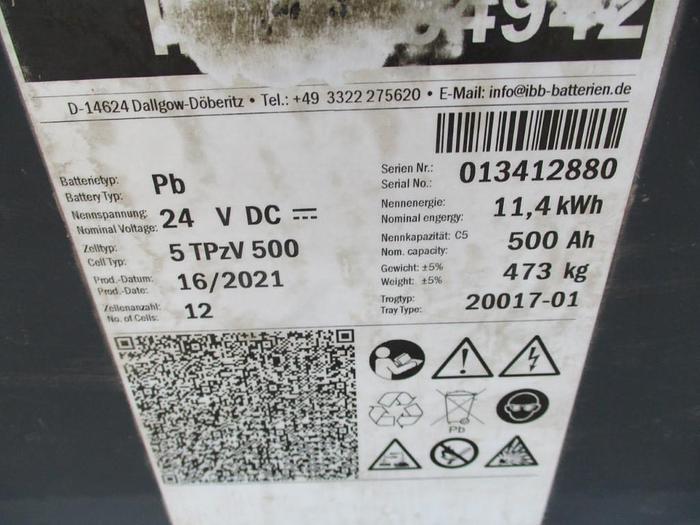 4942
D-14624 Dallgow-Döberitz • Tel.: +49 3322 275620 • E-Mail: info@ibb-batterien.de
Batterietyp:
Battery Typ: Pb
Nennspannung:
Nominal Voltage: 24 V DC
Zelltyp:
Cell Typ: 5 TPzV 500
Prod.-Datum:
Prod.-Date: 16/2021
Zellenanzahl:
No. of Cells: 12
Serien Nr.:
Serial No.: 013412880
Nennenergie:
Nominal engergy: 11,4 kWh
Nennkapazität: C5
Nom. capacity: 500 Ah
Gewicht: ±5%
Weight: ±5% 473 kg
Trogtyp:
Tray Type: 20017-01
Pb